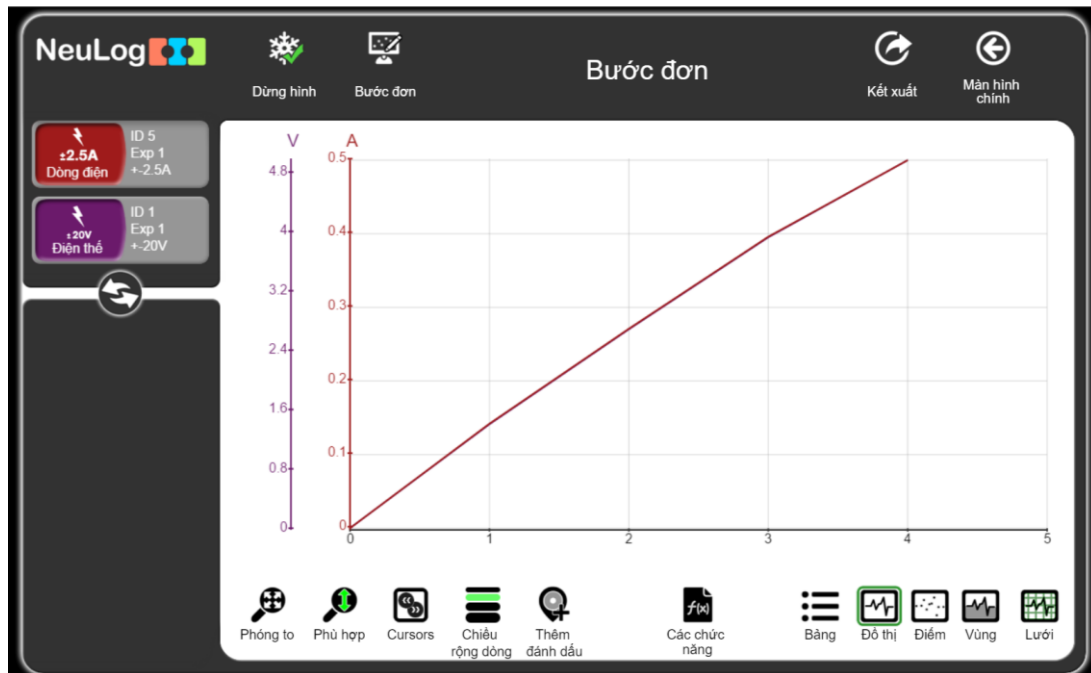 NeuLog
Dừng hình
Bước đơn
Bước đơn
Kết xuất
Màn hình
chính
±2.5A
Dòng điện
ID 5
Exp 1
+-2.5A
±20V
Điện thế
ID 1
Exp 1
+-20V
V
A
4.8
4
3.2
2.4
1.6
0.8
0
0.5
0.4
0.3
0.2
0.1
0
0
1
2
3
4
5
Phóng to
Phù hợp
Cursors
Chiều
rộng dòng
Thêm
đánh dấu
f(x)
Các chức
năng
Bảng
Đồ thị
Điểm
Vùng
Lưới